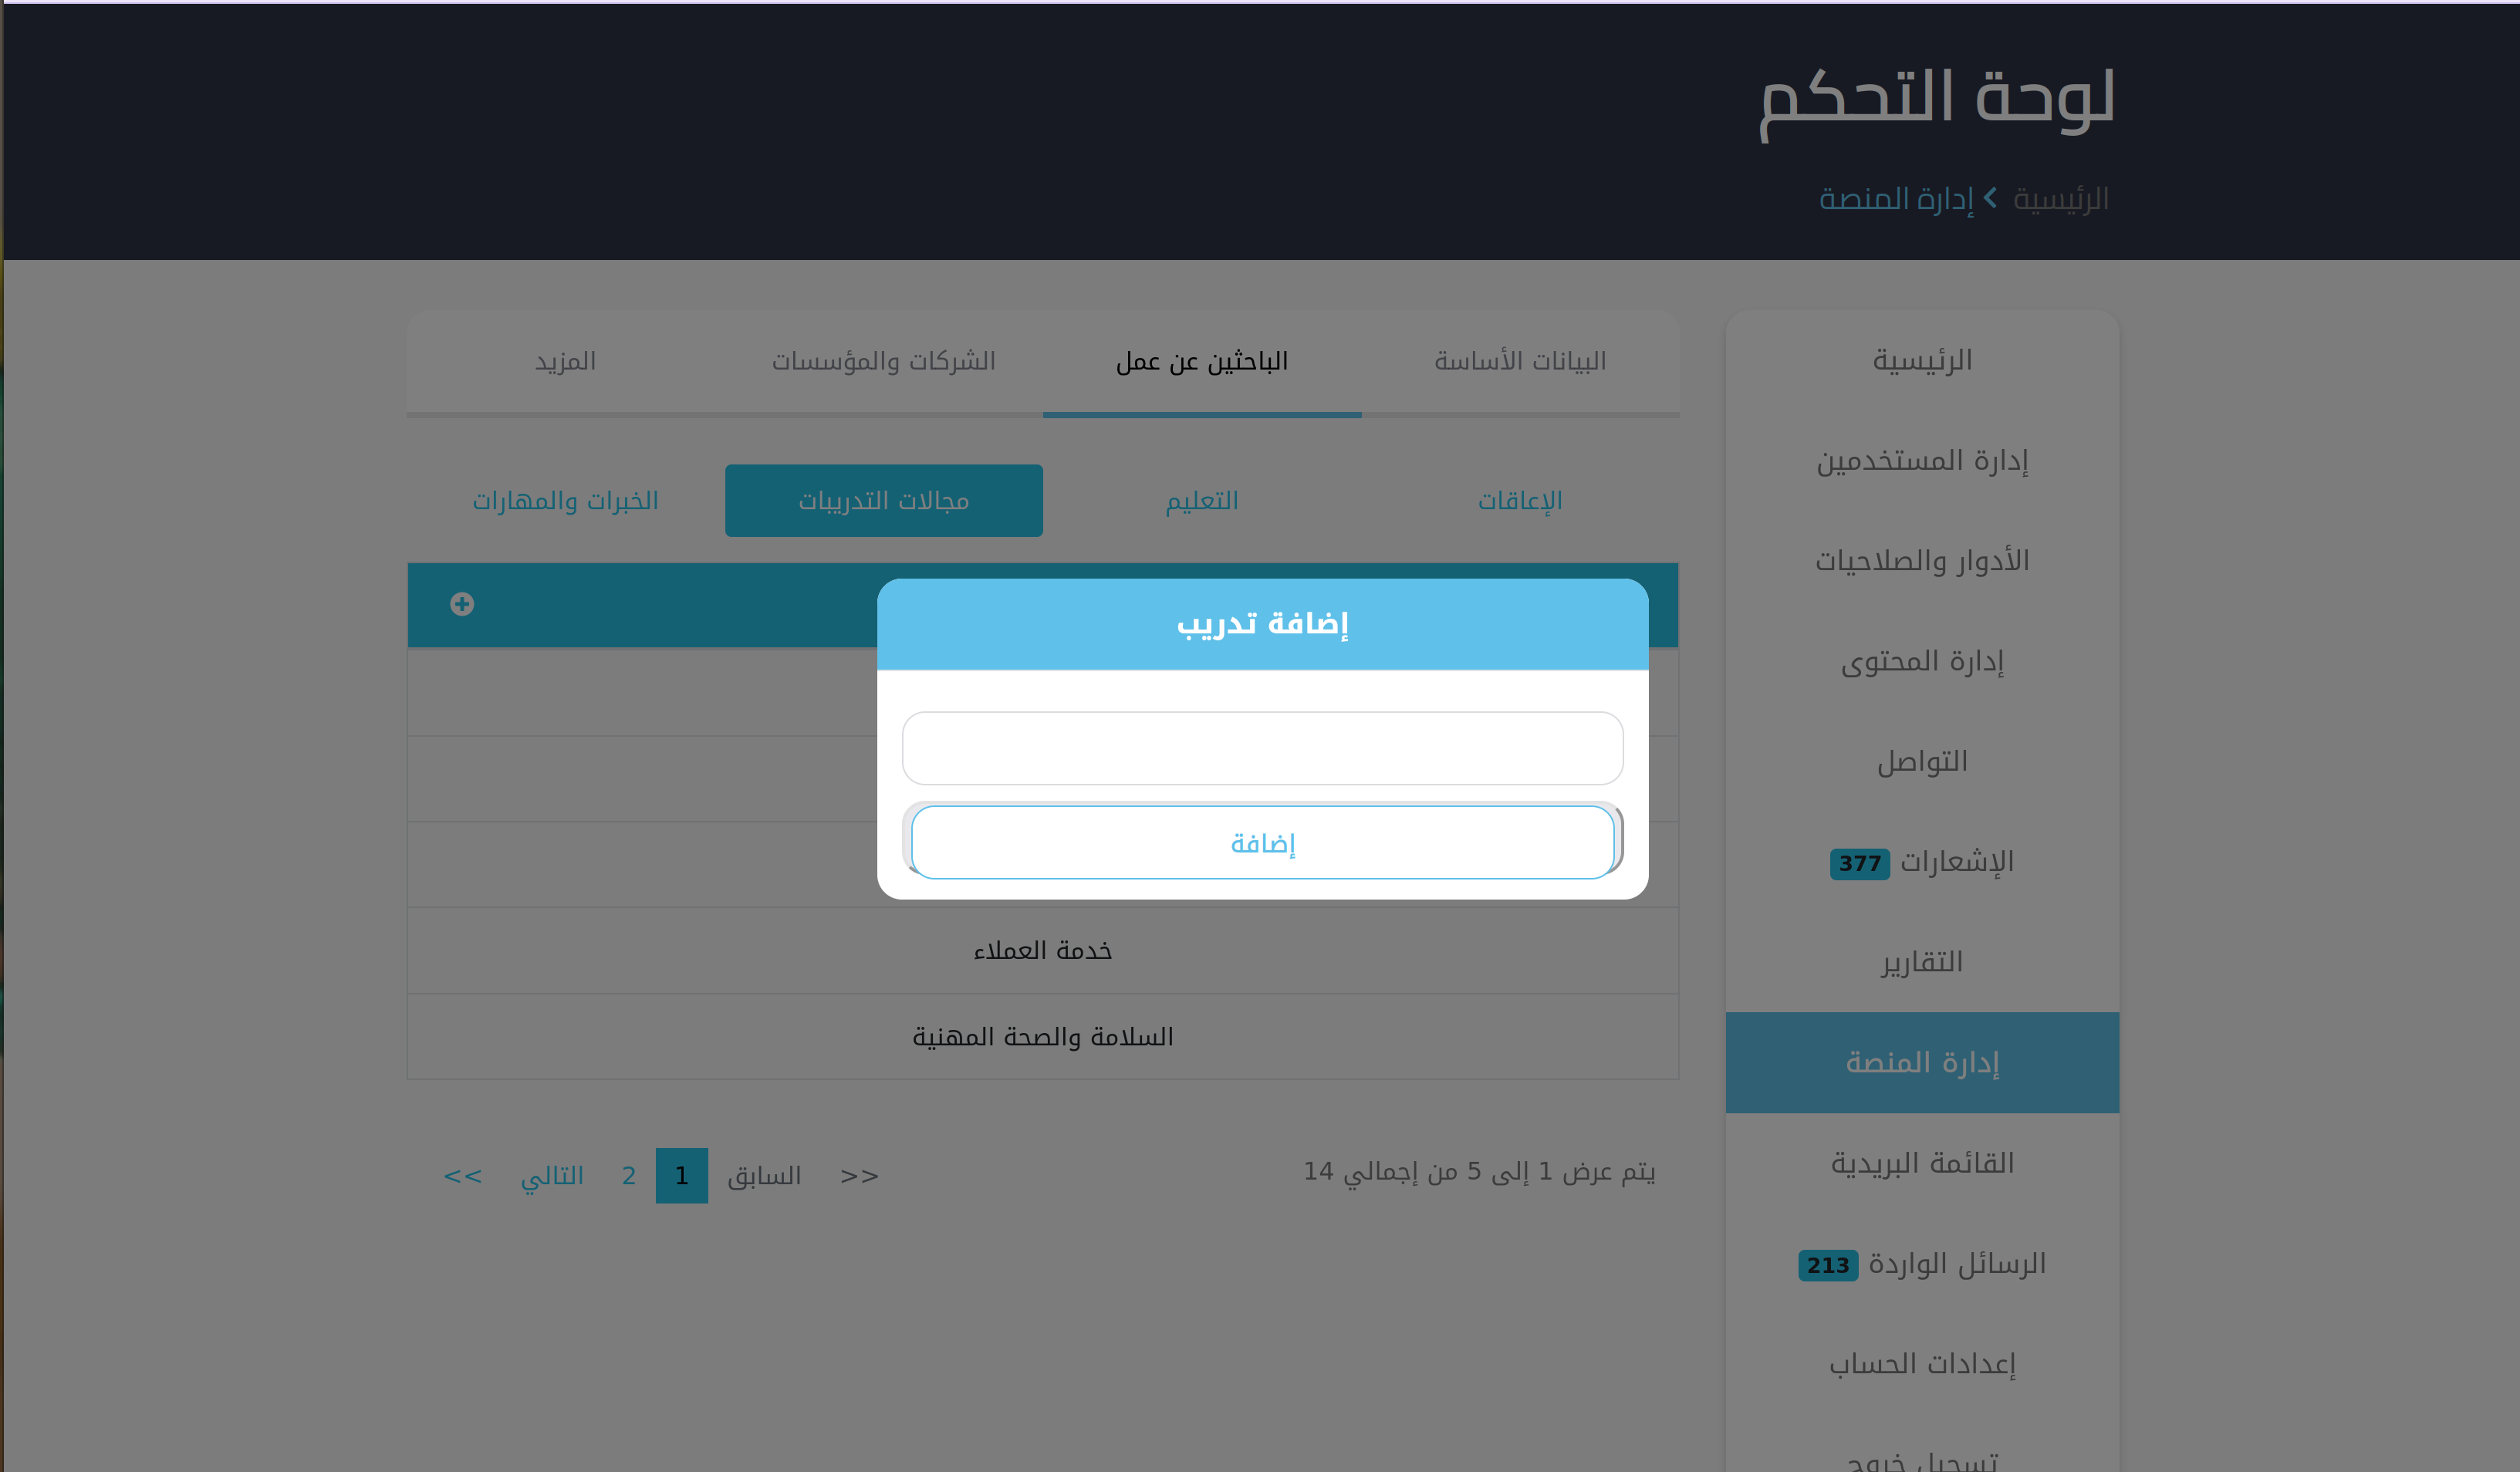 لوحة التحكم
الرئيسية
إدارة المنصة
الرئيسية
إدارة المستخدمين
الأدوار والصلاحيات
إدارة المحتوى
التواصل
الإشعارات 377
التقارير
إدارة المنصة
القائمة البريدية
الرسائل الواردة 213
إعدادات الحساب
تسجيل خروج
البيانات الأساسة
الباحثين عن عمل
الشركات والمؤسسات
المزيد
الإعاقات
التعليم
مجالات التدريبات
الخبرات والمهارات
إضافة تدريب
إضافة
خدمة العملاء
السلامة والصحة المهنية
يتم عرض 1 إلى 5 من إجمالي 14
<< السابق 1 2 التالي >>